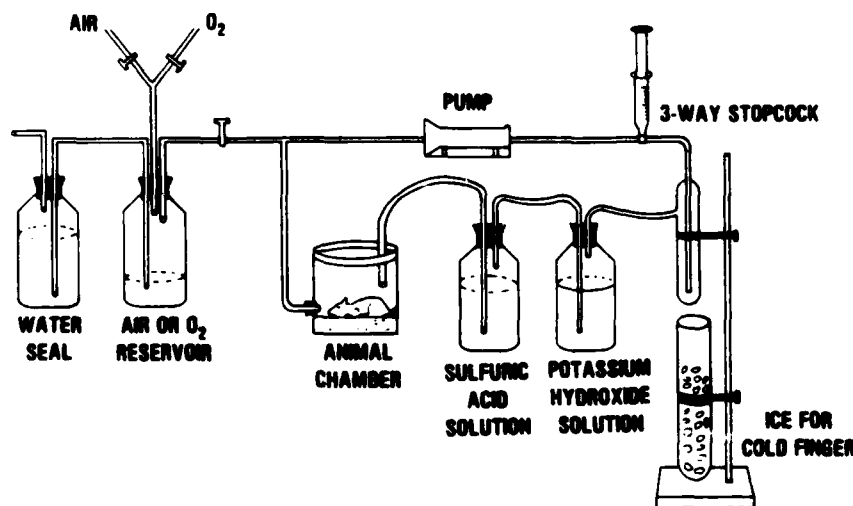 AIR
O₂
PUMP
3-WAY STOPCOCK
WATER
SEAL
AIR OR O₂
RESERVOIR
ANIMAL
CHAMBER
SULFURIC
ACID
SOLUTION
POTASSIUM
HYDROXIDE
SOLUTION
ICE FOR
COLD FINGER